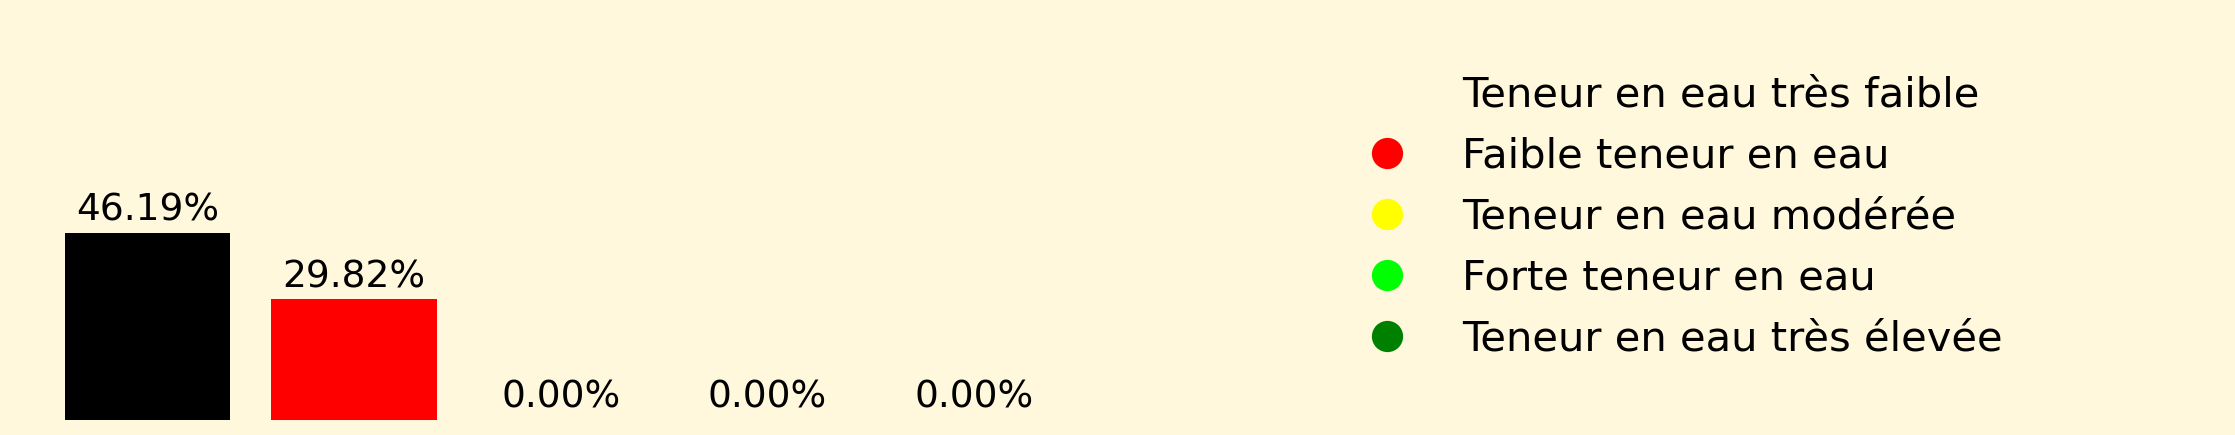 46.19%
29.82%
0.00%
0.00%
0.00%
Teneur en eau très faible
Faible teneur en eau
Teneur en eau modérée
Forte teneur en eau
Teneur en eau très élevée